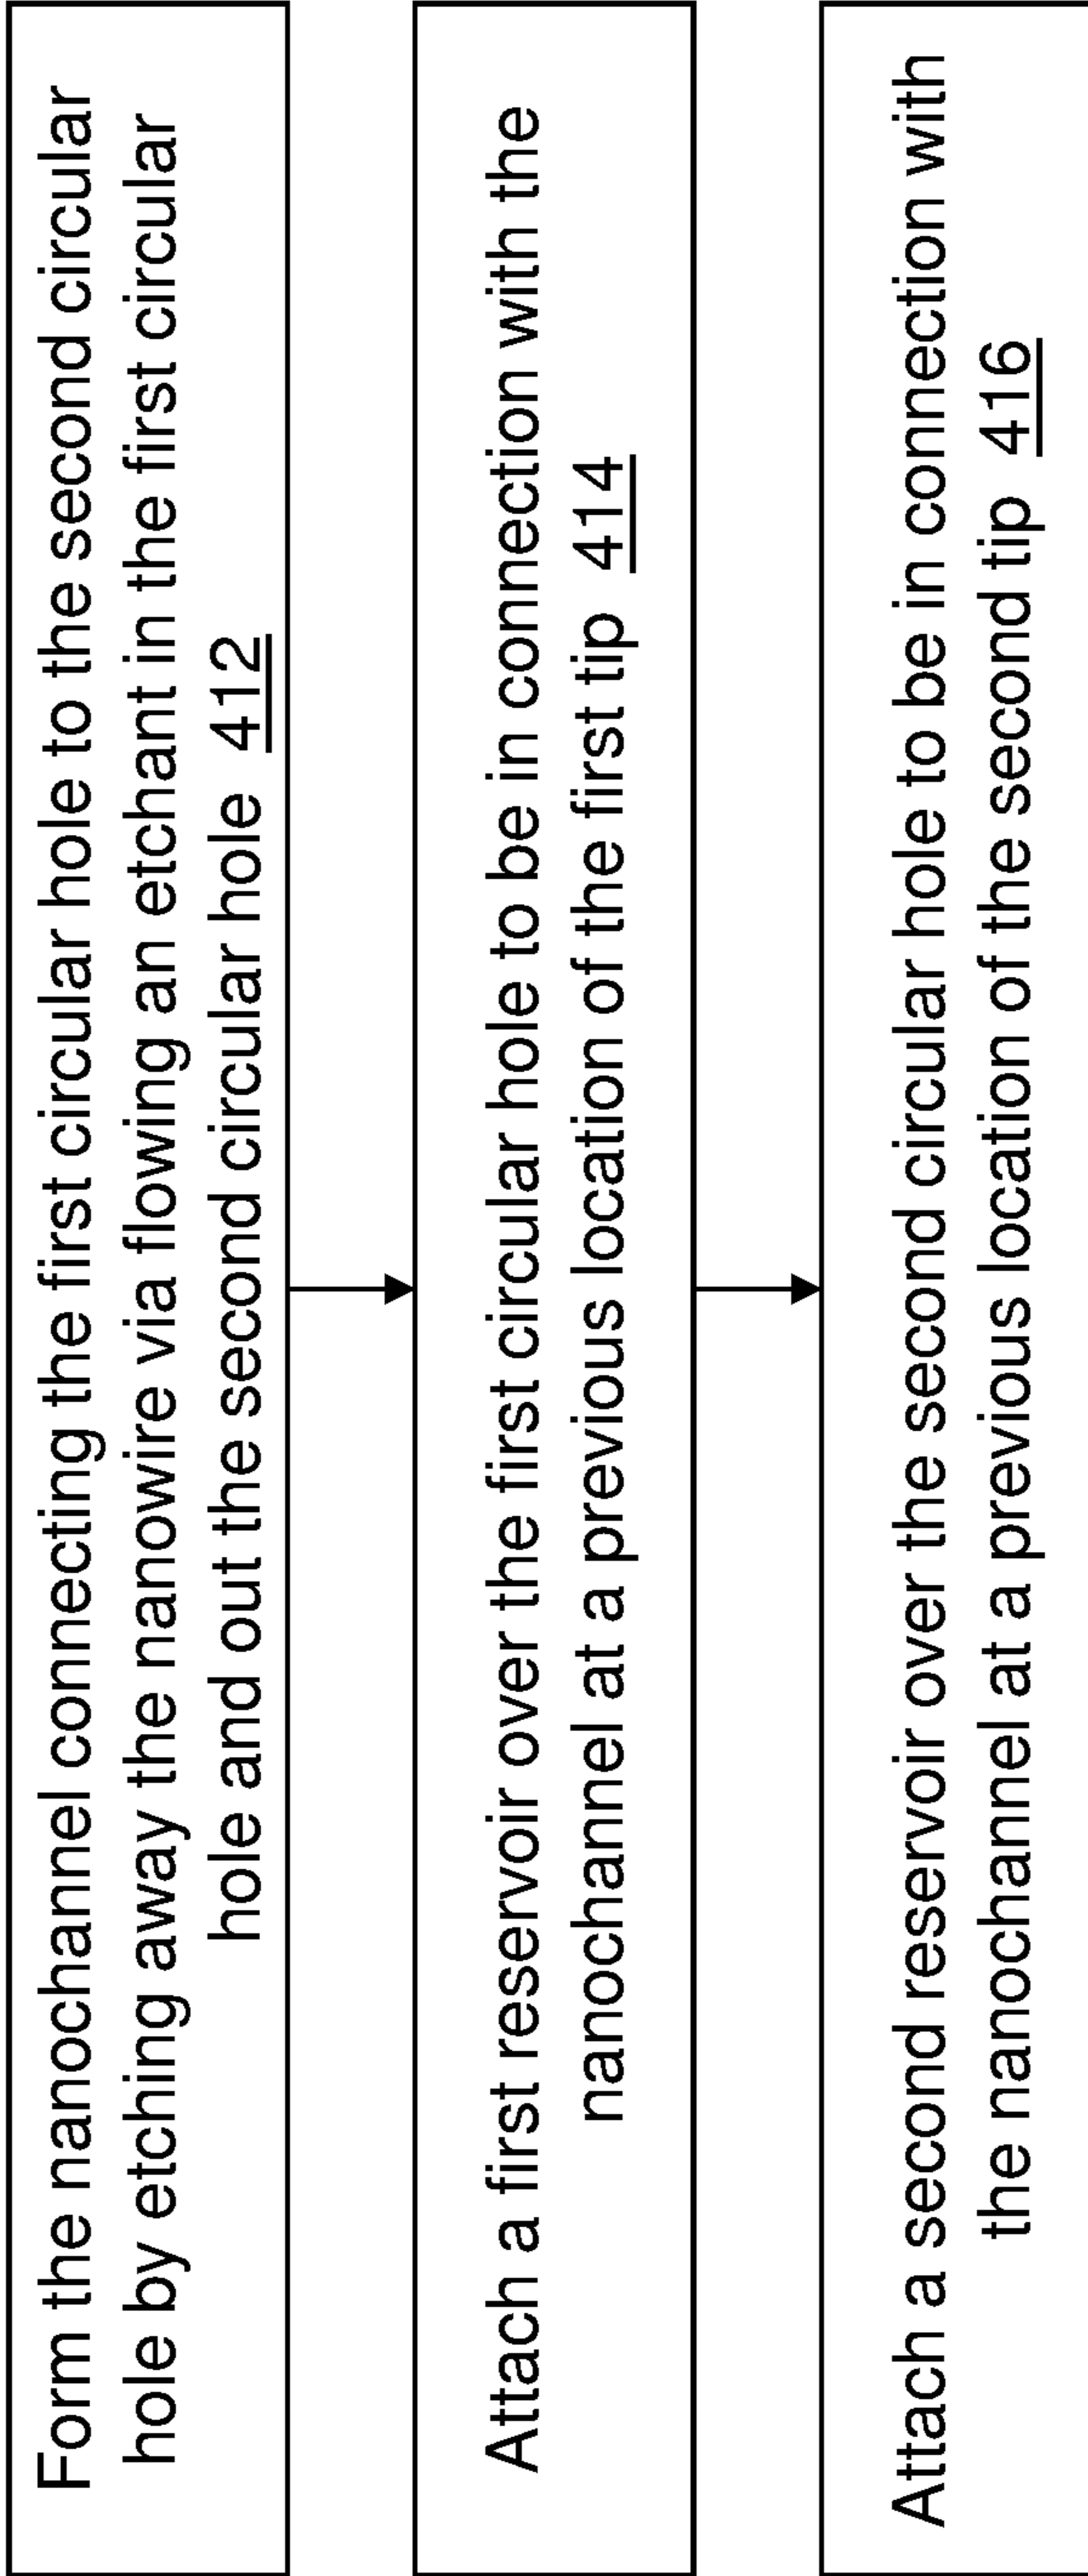 Form the nanochannel connecting the first circular hole to the second circular
hole by etching away the nanowire via flowing an etchant in the first circular
hole and out the second circular hole 412
Attach a first reservoir over the first circular hole to be in connection with the
nanochannel at a previous location of the first tip 414
Attach a second reservoir over the second circular hole to be in connection with
the nanochannel at a previous location of the second tip 416